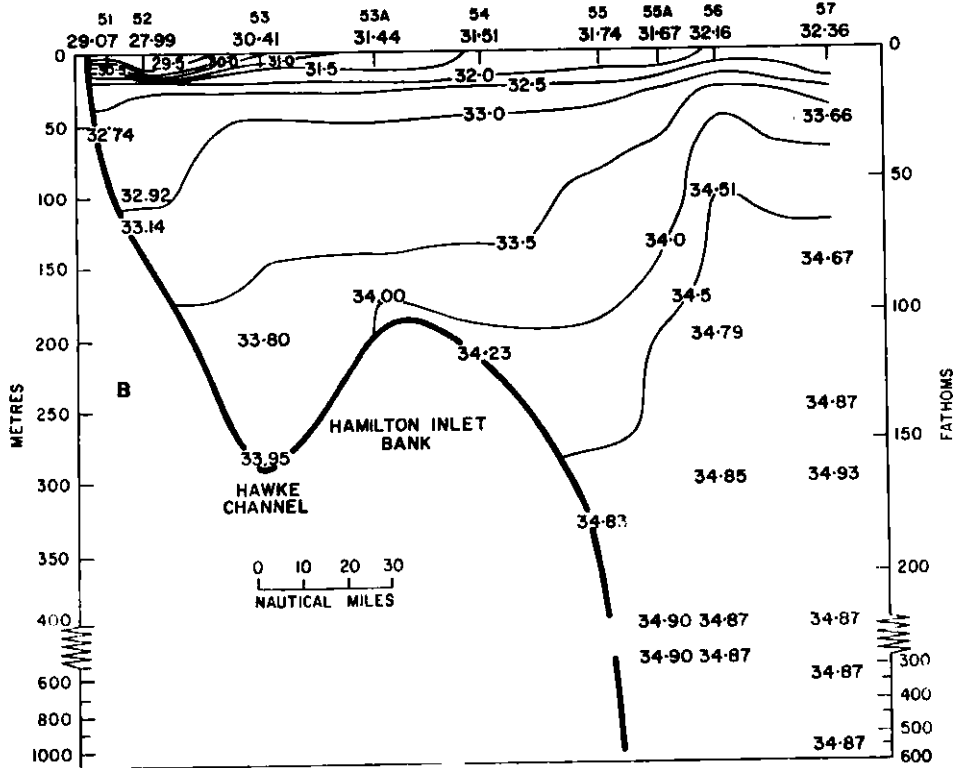 51 52 53 53A 54 55 55A 56 57
29·07 27·99 30·41 31·44 31·51 31·74 31·67 32·16 32·36
0 0
30·5 29·5 30·0 31·0 31·5 32·0
32·5
33·0 33·66
50 32·74
50
100 32·92 34·51
33·14
33·5 34·0
150 34·67
34·00 34·5 100
200 33·80 34·79
34·23
METRES B FATHOMS
34·87
250 HAMILTON INLET
BANK 150
33·95
300 HAWKE 34·85 34·93
CHANNEL
34·83
350 0 10 20 30 200
NAUTICAL MILES
400 34·90 34·87 34·87
34·90 34·87 300
600 34·87 400
800 500
1000 34·87 600